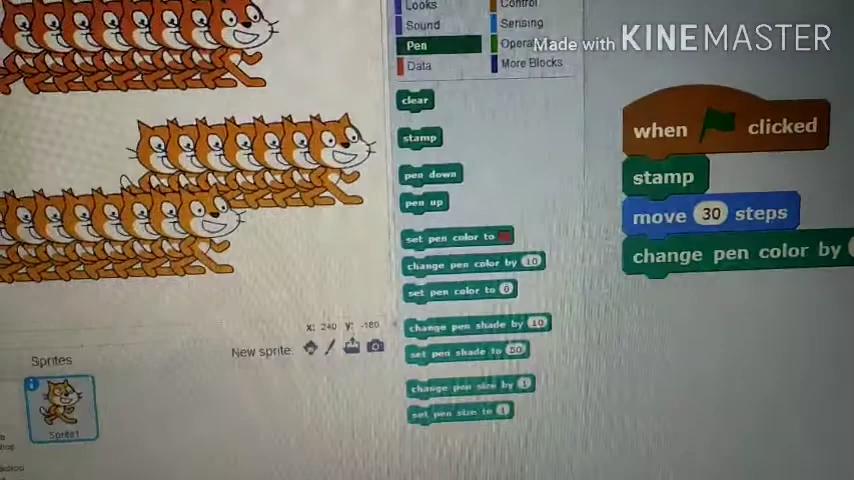 Looks
Control
Sound
Sensing
Pen
Data
More Blocks
Made with KINEMASTER
clear
stamp
pen down
pen up
set pen color to
change pen color by 10
set pen color to 0
change pen shade by 10
set pen shade to 50
change pen size by 1
set pen size to 1
when clicked
stamp
move 30 steps
change pen color by
x: 240 y: -180
Sprites
New sprite:
Sprite1